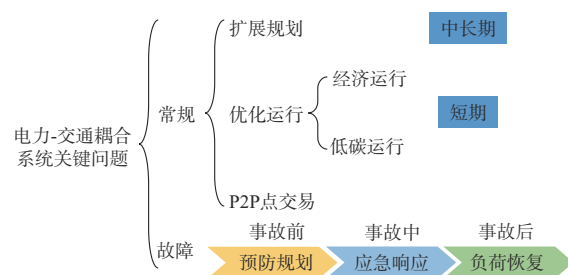 扩展规划
中长期
经济运行
常规
优化运行
短期
电力-交通耦合
系统关键问题
低碳运行
P2P点交易
事故前
事故中
事故后
故障
预防规划
应急响应
负荷恢复